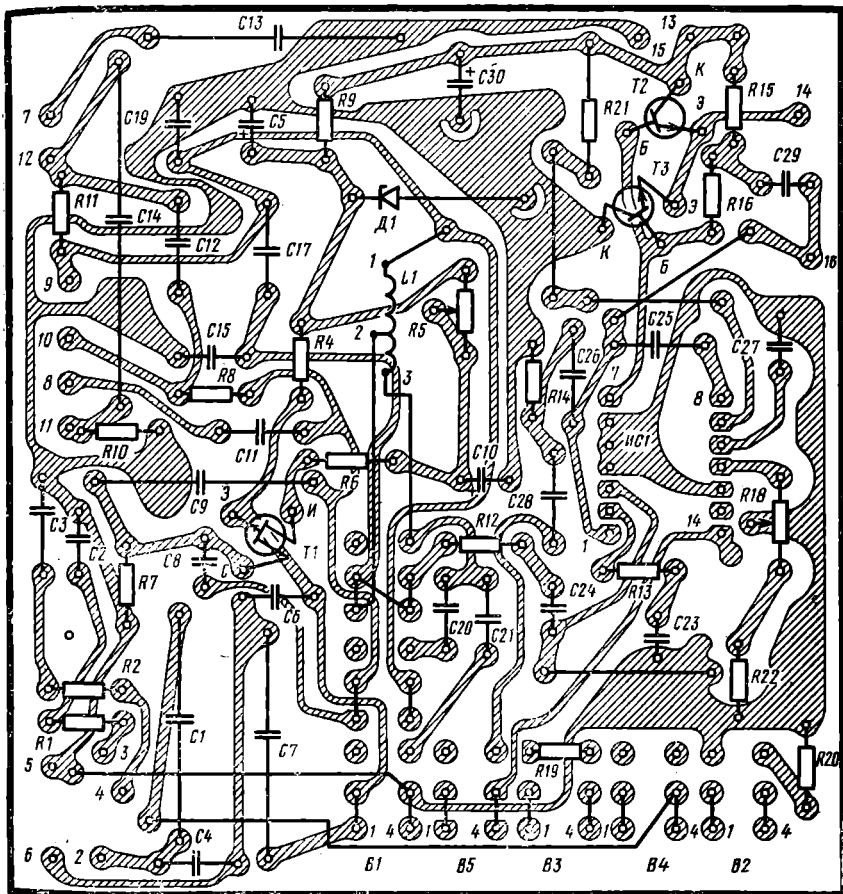 C13
13
15
K
C30
T2
R15
14
7
C19
C5
R9
R21
Э
Б
12
T3
C29
R11
C14
R16
Д1
Э
C12
C17
K
Б
16
1
L1
9
2
R5
10
C15
R4
C25
C27
C26
7
3
8
R8
R14
8
11
ИС1
R10
C11
C10
R6
C9
Э
C28
R18
C3
И
R12
14
C2
T1
1
C8
C
R7
C24
R13
C6
C20
C21
C23
R2
R22
R1
C1
3
C7
5
R19
R20
4
1
4
1
4
1
4
1
4
1
4
6
2
C4
Б1
B5
B3
B4
B2